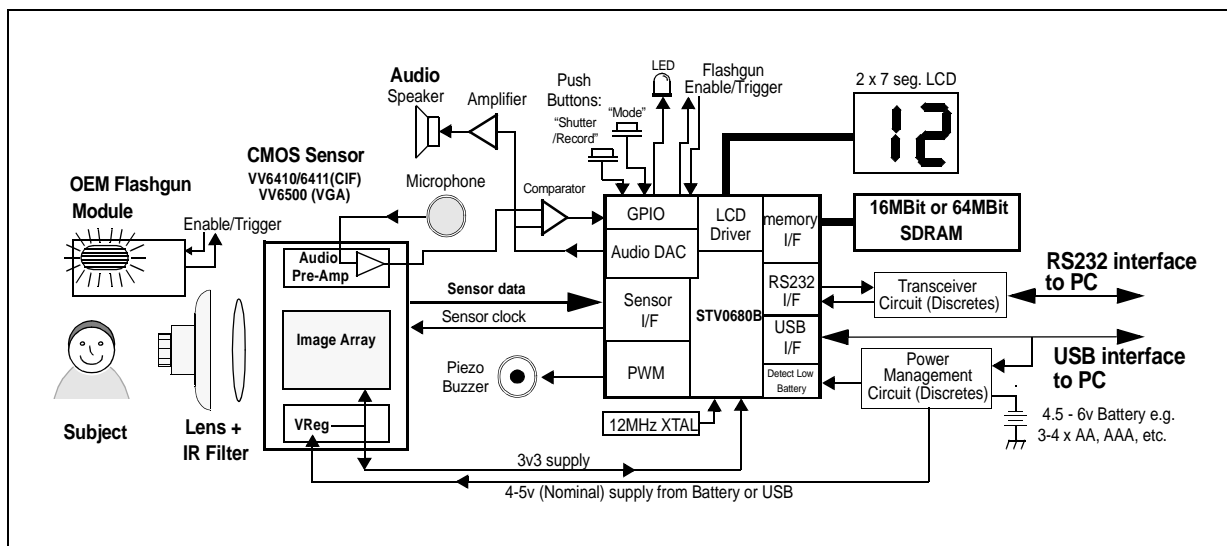 Audio
Speaker
Amplifier
Push
Buttons:
"Mode"
"Shutter
/Record"
LED
Flashgun
Enable/Trigger
2 x 7 seg. LCD
12
CMOS Sensor
VV6410/6411(CIF)
VV6500 (VGA)
Microphone
Comparator
OEM Flashgun
Module
Enable/Trigger
Audio
Pre-Amp
Image Array
VReg
Sensor data
Sensor clock
Piezo
Buzzer
GPIO
LCD
Driver
memory
I/F
Audio DAC
Sensor
I/F
STV0680B
RS232
I/F
USB
I/F
PWM
Detect Low
Battery
12MHz XTAL
16MBit or 64MBit
SDRAM
RS232 interface
to PC
Transceiver
Circuit (Discretes)
USB interface
to PC
Power
Management
Circuit (Discretes)
4.5 - 6v Battery e.g.
3-4 x AA, AAA, etc.
Subject
Lens +
IR Filter
3v3 supply
4-5v (Nominal) supply from Battery or USB